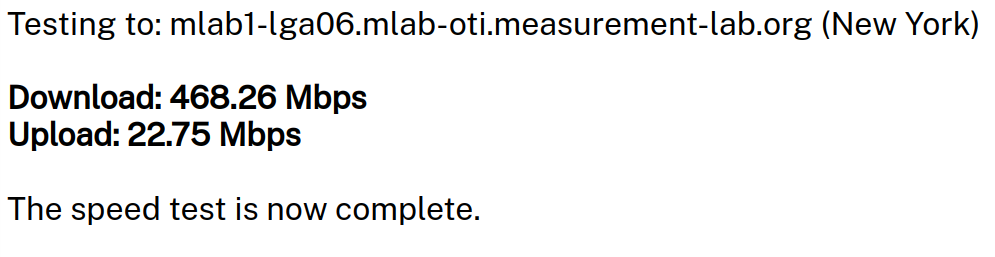 Testing to: mlab1-lga06.mlab-oti.measurement-lab.org (New York)
Download: 468.26 Mbps
Upload: 22.75 Mbps
The speed test is now complete.